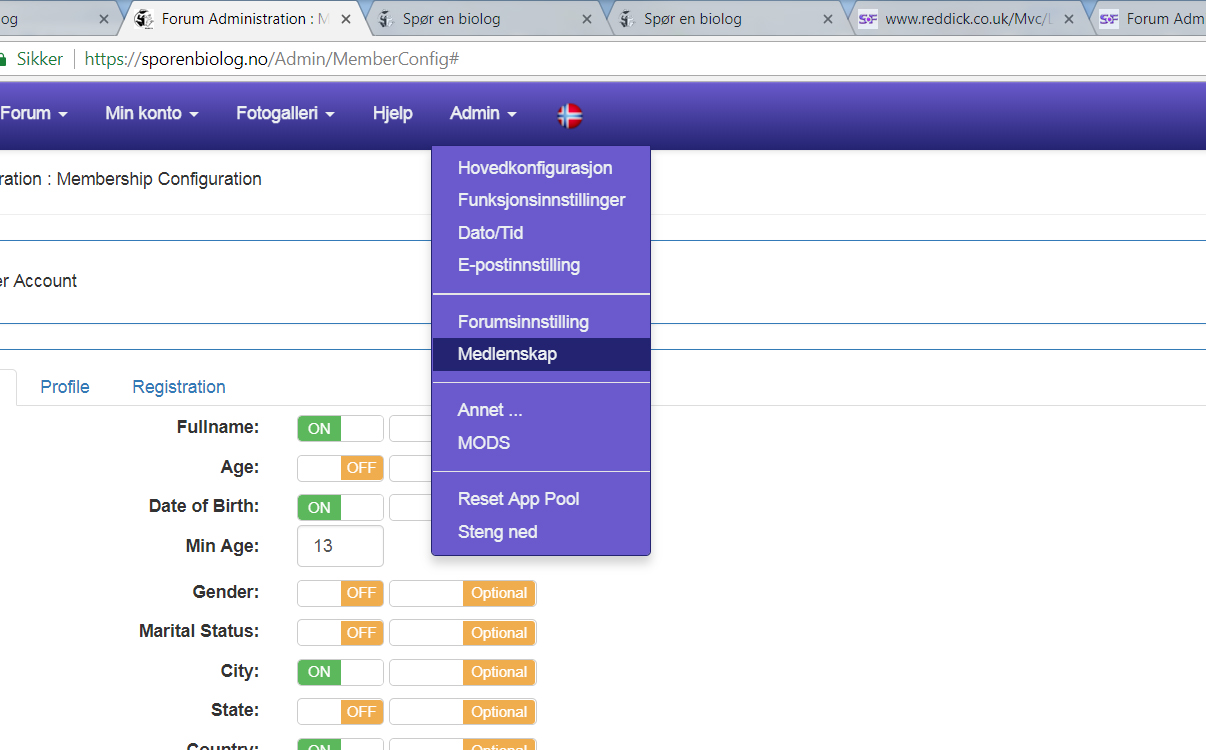 og Forum Administration : M Spør en biolog Spør en biolog www.reddick.co.uk/Mvc/ Forum Adm
Sikker https://sporenbiolog.no/Admin/MemberConfig#
Forum Min konto Fotogalleri Hjelp Admin
Hovedkonfigurasjon
Funksjonsinnstillinger
Dato/Tid
E-postinnstilling
Forumsinnstilling
Medlemskap
Annet ...
MODS
Reset App Pool
Steng ned
ration : Membership Configuration
er Account
Profile Registration
Fullname: ON
Age: OFF
Date of Birth: ON
Min Age: 13
Gender: OFF Optional
Marital Status: OFF Optional
City: ON Optional
State: OFF Optional
Country: ON Optional